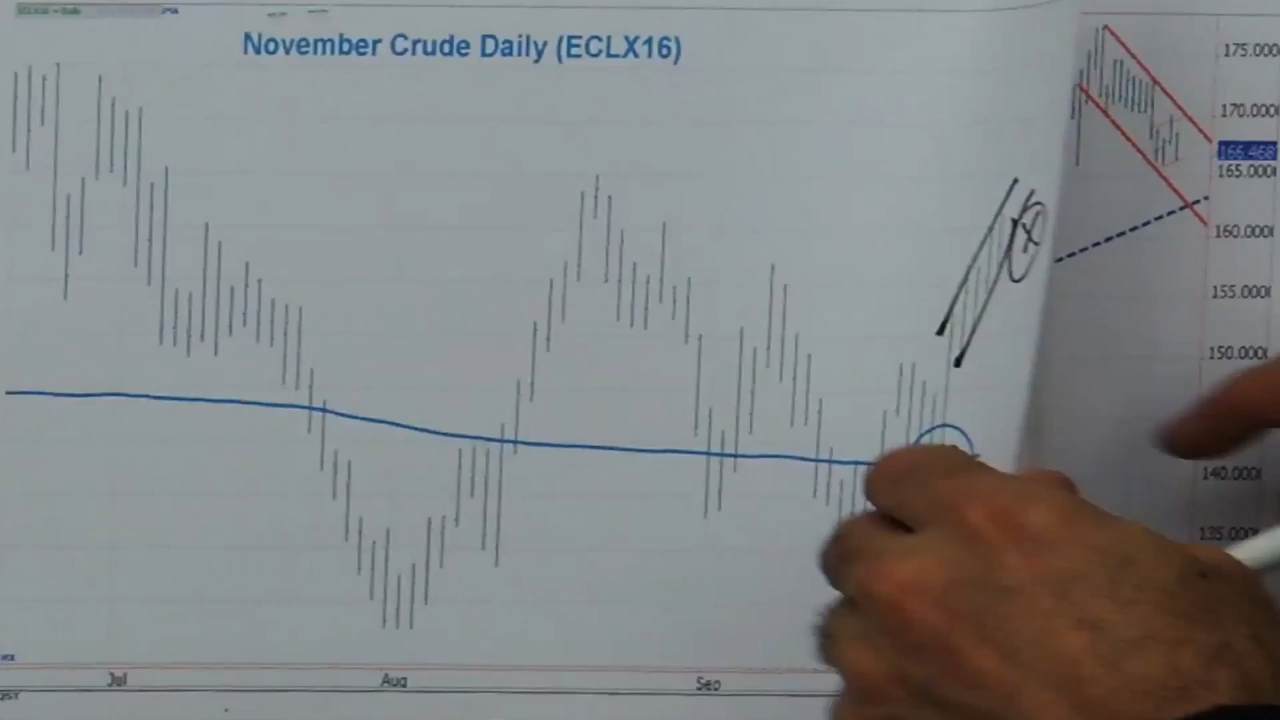 November Crude Daily (ECLX16)
175.000
170.000
166.468
165.000
160.000
155.000
150.000
140.000
135.000
X
Jul
Aug
Sep